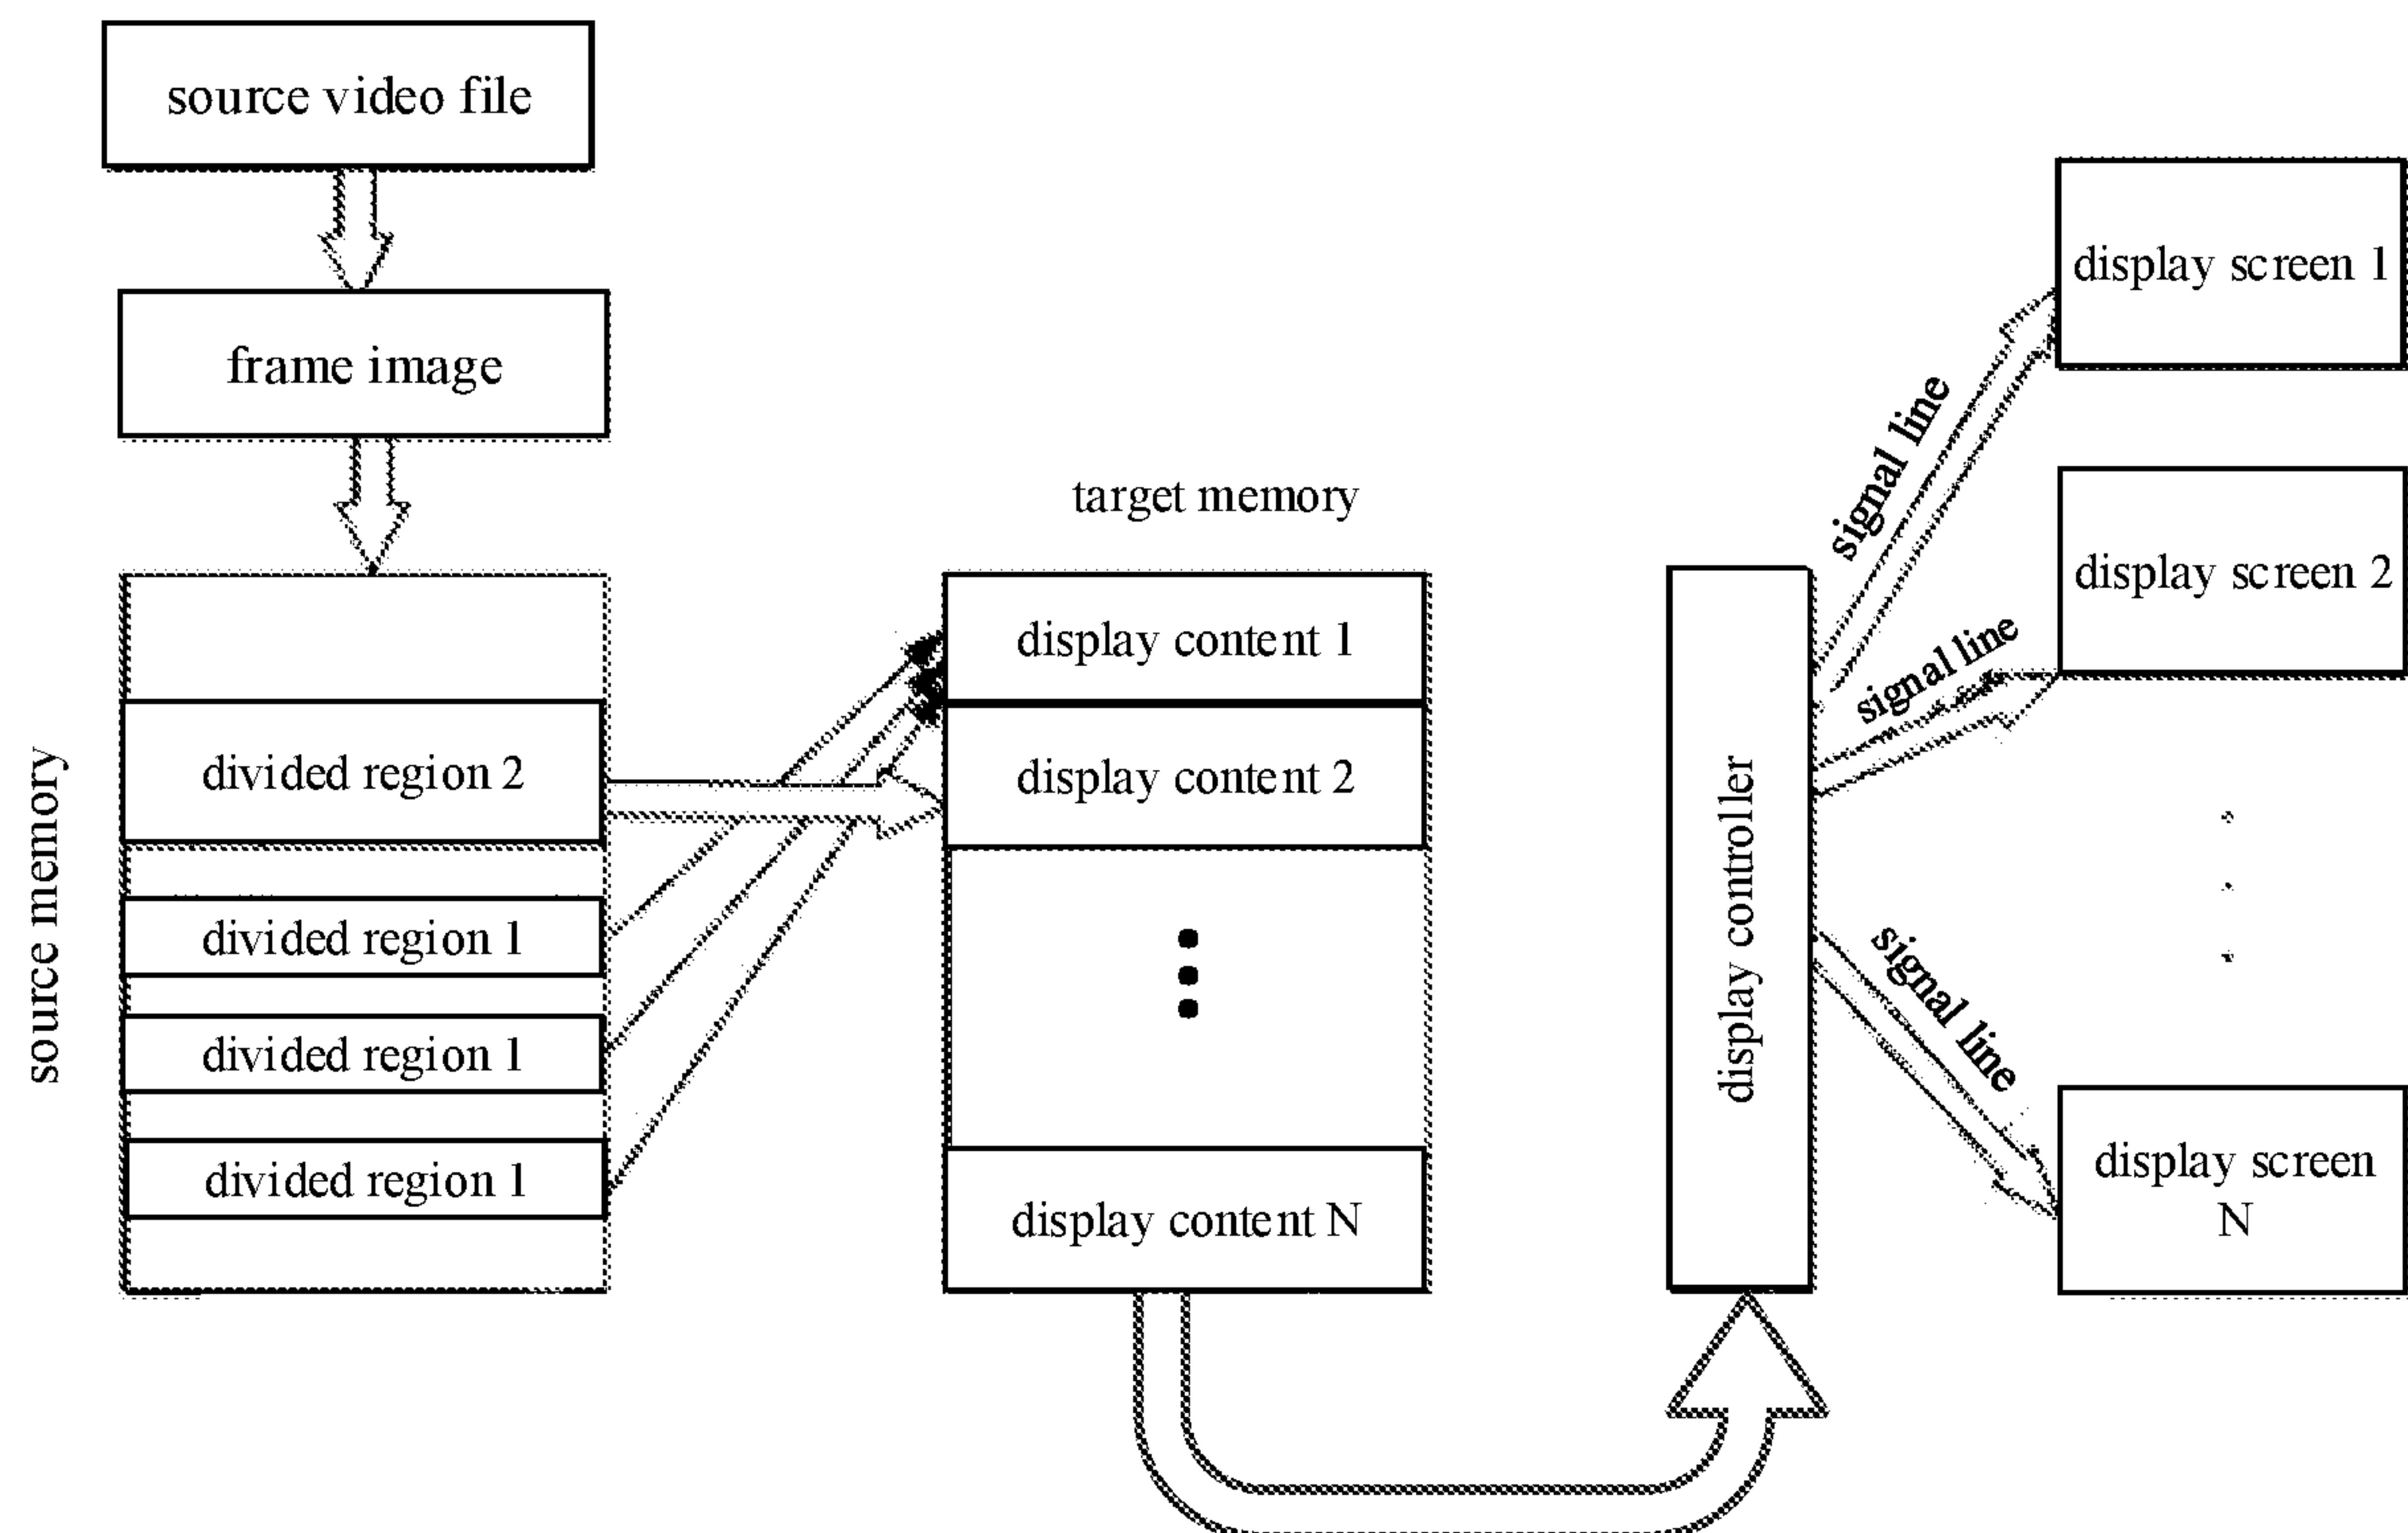 source video file
frame image
source memory
divided region 2
divided region 1
divided region 1
divided region 1
target memory
display content 1
display content 2
display content N
display controller
signal line
signal line
signal line
display screen 1
display screen 2
display screen
N